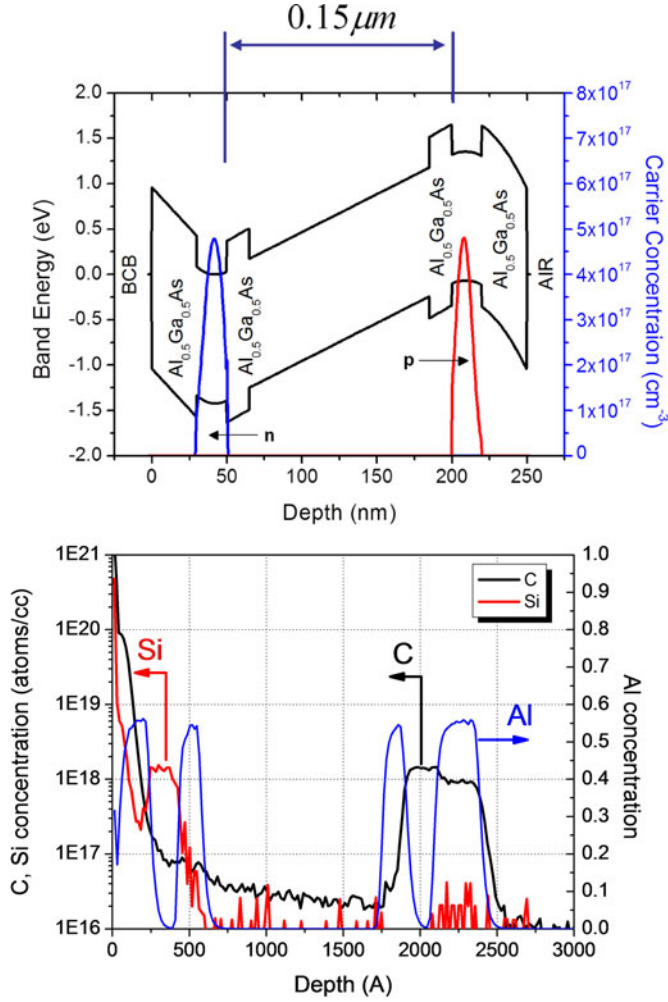 0.15μm
2.0
1.5
1.0
0.5
0.0
-0.5
-1.0
-1.5
-2.0
Band Energy (eV)
BCB
Al0.5Ga0.5As
Al0.5Ga0.5As
n
p
Al0.5Ga0.5As
Al0.5Ga0.5As
AIR
8x10^17
7x10^17
6x10^17
5x10^17
4x10^17
3x10^17
2x10^17
1x10^17
0
Carrier Concentraion (cm-3)
0 50 100 150 200 250
Depth (nm)
1E21
1E20
1E19
1E18
1E17
1E16
C, Si concentration (atoms/cc)
Si
C
Al
C
Si
1.0
0.9
0.8
0.7
0.6
0.5
0.4
0.3
0.2
0.1
0.0
Al concentration
0 500 1000 1500 2000 2500 3000
Depth (A)